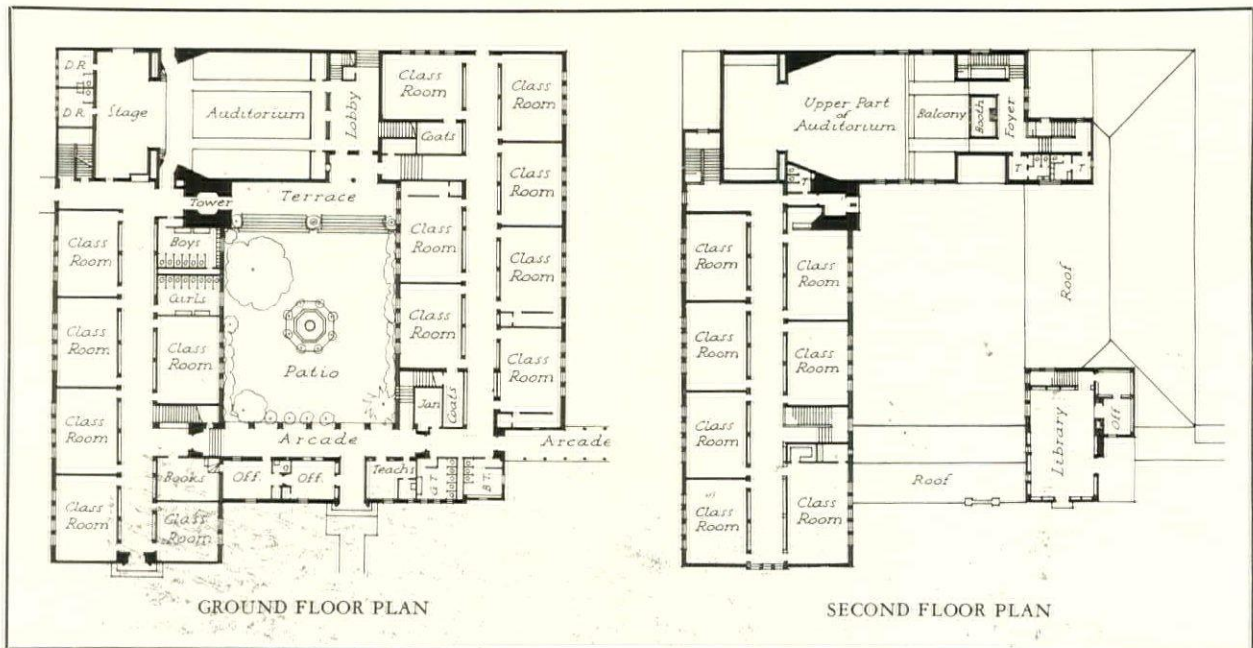 D.R.
D.R.
Stage
Auditorium
Lobby
Class
Room
Coats
Class
Room
Class
Room
Class
Room
Class
Room
Tower
Terrace
Class
Room
Class
Room
Boys
Girls
Class
Room
Class
Room
Class
Room
Patio
Class
Room
Jan
Coats
Arcade
Arcade
Class
Room
Books
Off.
Off.
Teachs
G.T.
B.T.
Class
Room
Class
Room
GROUND FLOOR PLAN
Upper Part
of
Auditorium
Balcony
Booth
Foyer
T
T
T
Class
Room
Class
Room
Class
Room
Class
Room
Class
Room
Class
Room
Class
Room
Roof
Roof
Library
Off
SECOND FLOOR PLAN